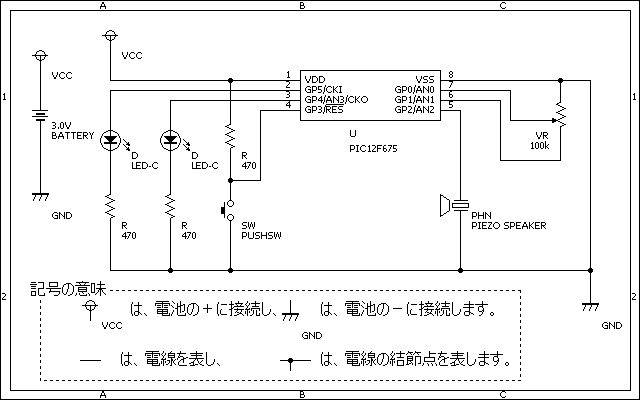 A B C
VCC
VCC
1 VDD VSS 8
2 GP5/CKI GP0/AN0 7
3 GP4/AN3/CKO GP1/AN1 6
4 GP3/RES GP2/AN2 5
1 1
3.0V
BATTERY
U
PIC12F675
VR
100k
D
LED-C
D
LED-C
R
470
GND
R
470
R
470
SW
PUSHSW
PHN
PIEZO SPEAKER
2 2
記号の意味
は、電池の+に接続し、 は、電池の-に接続します。
VCC GND
GND
は、電線を表し、 は、電線の結節点を表します。
A B C